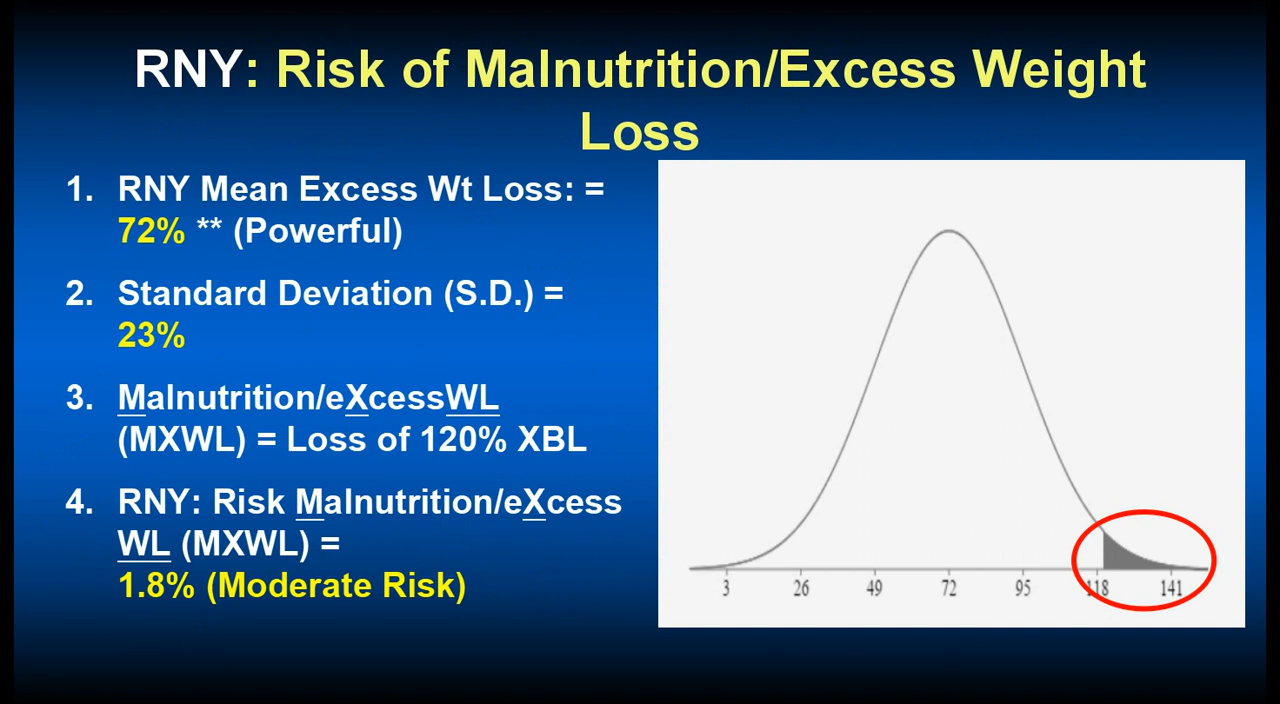 RNY: Risk of Malnutrition/Excess Weight
Loss
1. RNY Mean Excess Wt Loss: =
72% ** (Powerful)
2. Standard Deviation (S.D.) =
23%
3. Malnutrition/eXcessWL
(MXWL) = Loss of 120% XBL
4. RNY: Risk Malnutrition/eXcess
WL (MXWL) =
1.8% (Moderate Risk)
3 26 49 72 95 118 141